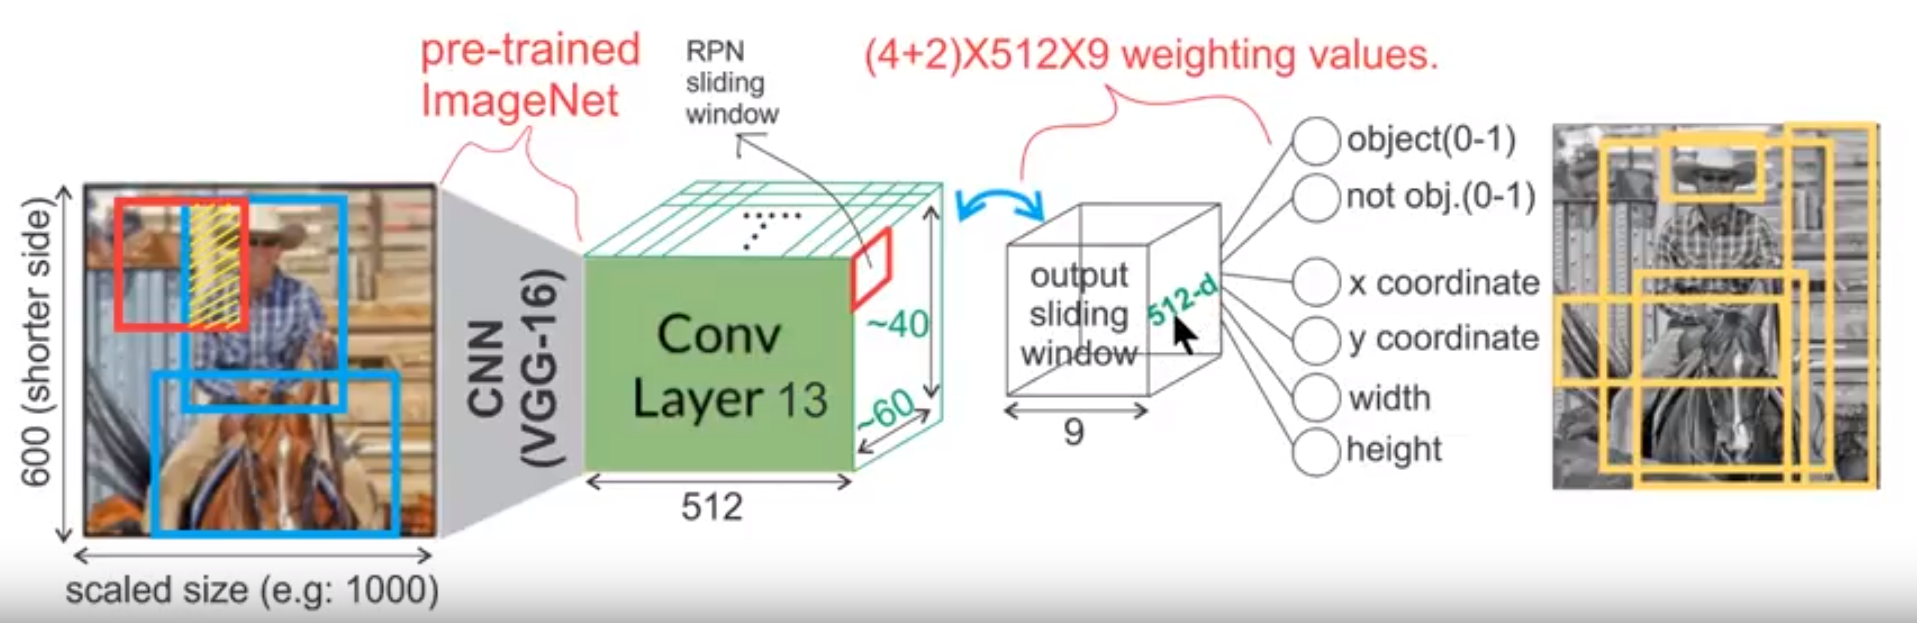 pre-trained
ImageNet
RPN
sliding
window
(4+2)X512X9 weighting values.
600 (shorter side)
scaled size (e.g: 1000)
CNN
(VGG-16)
Conv
Layer 13
512
~40
~60
output
sliding
window
512-d
9
object(0-1)
not obj.(0-1)
x coordinate
y coordinate
width
height